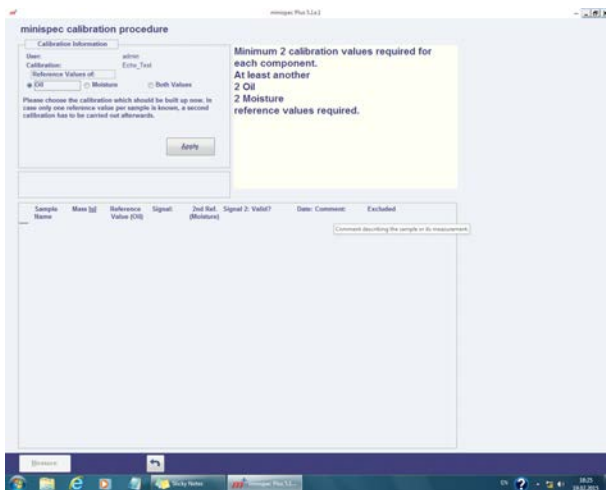 minispec Plus 5.1.e.1
minispec calibration procedure
Calibration Information
User: admin
Calibration: Echo_Test
Reference Values of:
Oil Moisture Both Values
Please choose the calibration which should be built up now. In
case only one reference value per sample is known, a second
calibration has to be carried out afterwards.
Apply
Minimum 2 calibration values required for
each component.
At least another
2 Oil
2 Moisture
reference values required.
Sample Mass [g] Reference Signal: 2nd Ref. Signal 2: Valid? Date: Comment: Excluded
Name Value (Oil) (Moisture)
Comment describing the sample or its measurement.
Measure
Sticky Notes
minispec Plus 5.1...
EN
18:25
18.02.2015